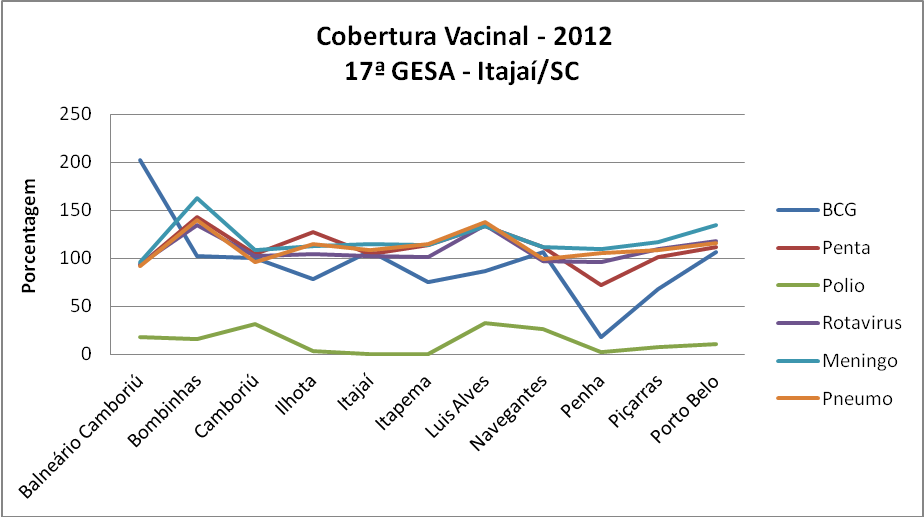 Cobertura Vacinal - 2012
17ª GESA - Itajaí/SC
Porcentagem
250
200
150
100
50
0
Balneário Camboriú
Bombinhas
Camboriú
Ilhota
Itajaí
Itapema
Luis Alves
Navegantes
Penha
Piçarras
Porto Belo
BCG
Penta
Polio
Rotavirus
Meningo
Pneumo